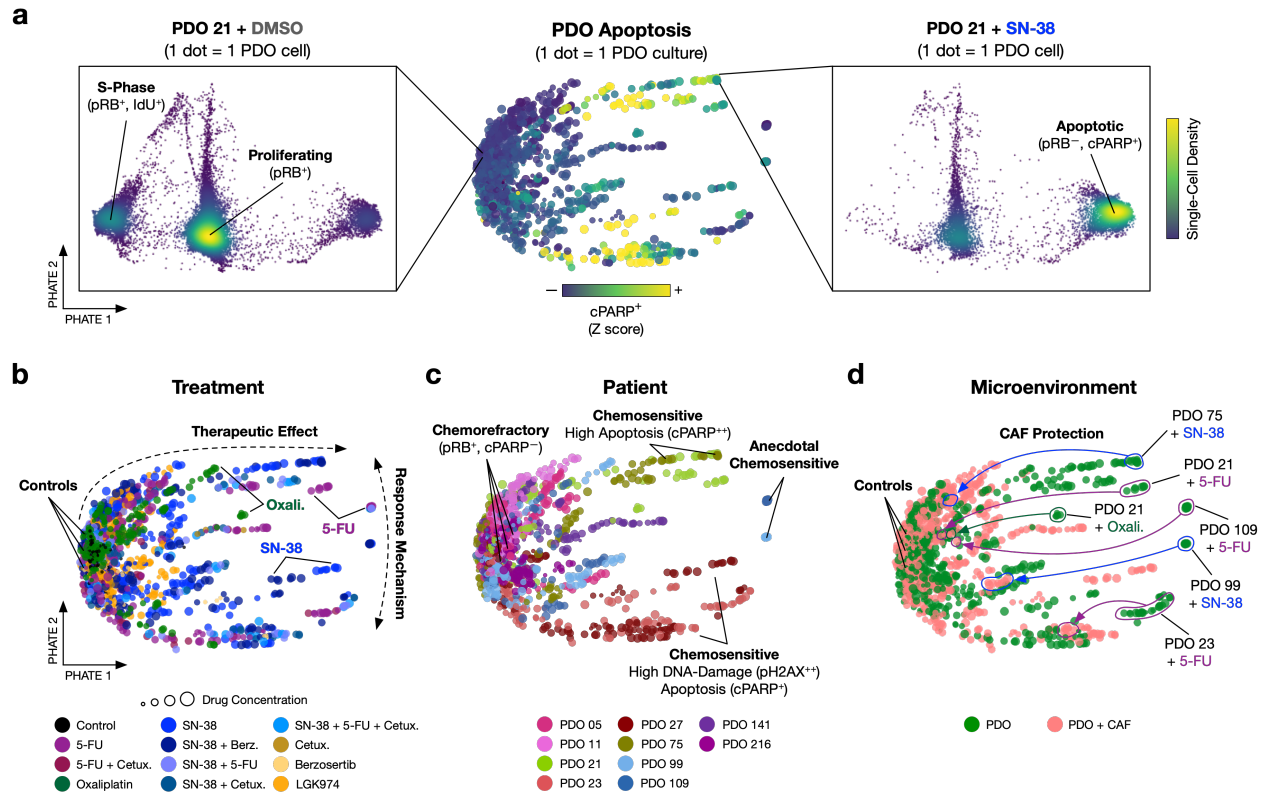 a
PDO 21 + DMSO
(1 dot = 1 PDO cell)
PDO Apoptosis
(1 dot = 1 PDO culture)
PDO 21 + SN-38
(1 dot = 1 PDO cell)
S-Phase
(pRB⁺, IdU⁺)
Proliferating
(pRB⁺)
Apoptotic
(pRB⁻, cPARP⁺)
Single-Cell Density
PHATE 2
PHATE 1
− +
cPARP⁺
(Z score)
b
Treatment
Therapeutic Effect
Controls
Oxali.
5-FU
SN-38
Response Mechanism
PHATE 2
PHATE 1
Drug Concentration
Control
5-FU
5-FU + Cetux.
Oxaliplatin
SN-38
SN-38 + Berz.
SN-38 + 5-FU
SN-38 + Cetux.
SN-38 + 5-FU + Cetux.
Cetux.
Berzosertib
LGK974
c
Patient
Chemorefractory
(pRB⁺, cPARP⁻)
Chemosensitive
High Apoptosis (cPARP⁺⁺)
Anecdotal
Chemosensitive
Chemosensitive
High DNA-Damage (pH2AX⁺⁺)
Apoptosis (cPARP⁺)
PDO 05
PDO 11
PDO 21
PDO 23
PDO 27
PDO 75
PDO 99
PDO 109
PDO 141
PDO 216
d
Microenvironment
CAF Protection
Controls
PDO 75
+ SN-38
PDO 21
+ 5-FU
PDO 21
+ Oxali.
PDO 109
+ 5-FU
PDO 99
+ SN-38
PDO 23
+ 5-FU
PDO
PDO + CAF